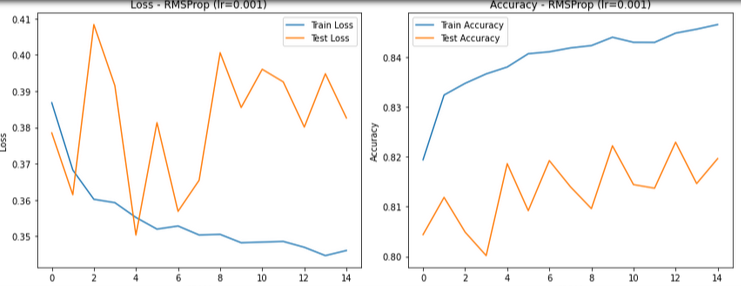 Loss - RMSProp (lr=0.001)
Train Loss
Test Loss
0.41
0.40
0.39
0.38
0.37
0.36
0.35
Loss
0 2 4 6 8 10 12 14
Accuracy - RMSProp (lr=0.001)
Train Accuracy
Test Accuracy
0.84
0.83
0.82
0.81
0.80
Accuracy
0 2 4 6 8 10 12 14